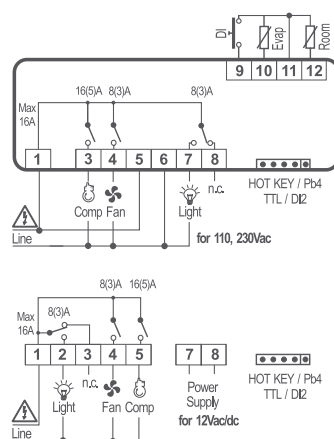 DI
Evap
Room
9 10 11 12
16(5)A 8(3)A 8(3)A
Max
16A
1 3 4 5 6 7 8
Comp Fan
Light
n.c.
HOT KEY / Pb4
TTL / DI2
Line
for 110, 230Vac
8(3)A 16(5)A
8(3)A
Max
16A
1 2 3 4 5 7 8
n.c.
Light
Fan Comp
Power
Supply
for 12Vac/dc
HOT KEY / Pb4
TTL / DI2
Line